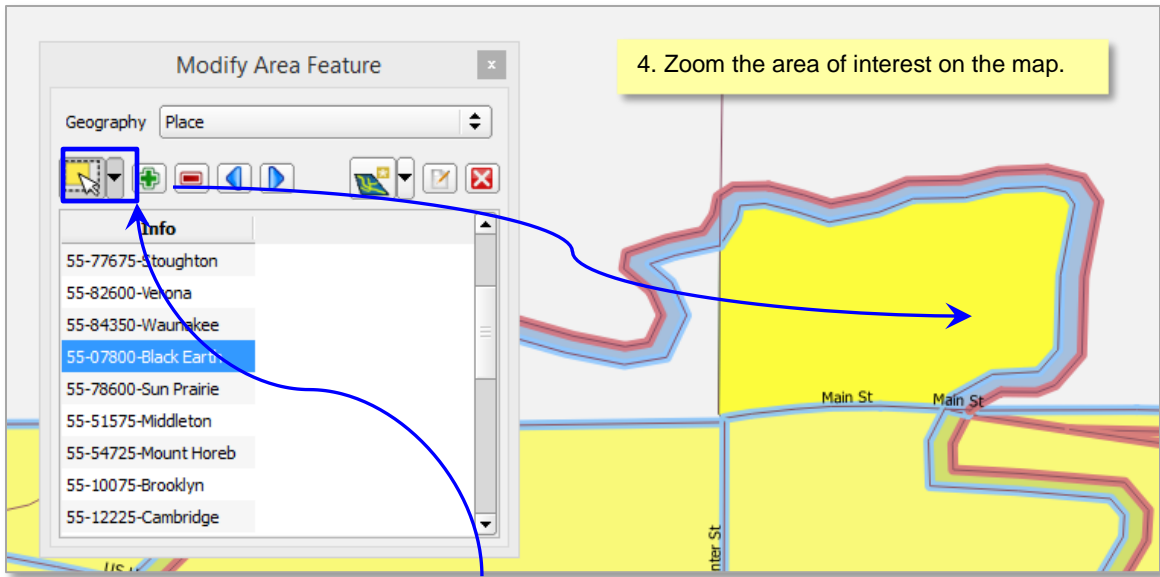 Modify Area Feature
x
4. Zoom the area of interest on the map.
Geography Place
Info
55-77675-Stoughton
55-82600-Verona
55-84350-Waunakee
55-07800-Black Earth
55-78600-Sun Prairie
55-51575-Middleton
55-54725-Mount Horeb
55-10075-Brooklyn
55-12225-Cambridge
Main St
Main St
nter St
US